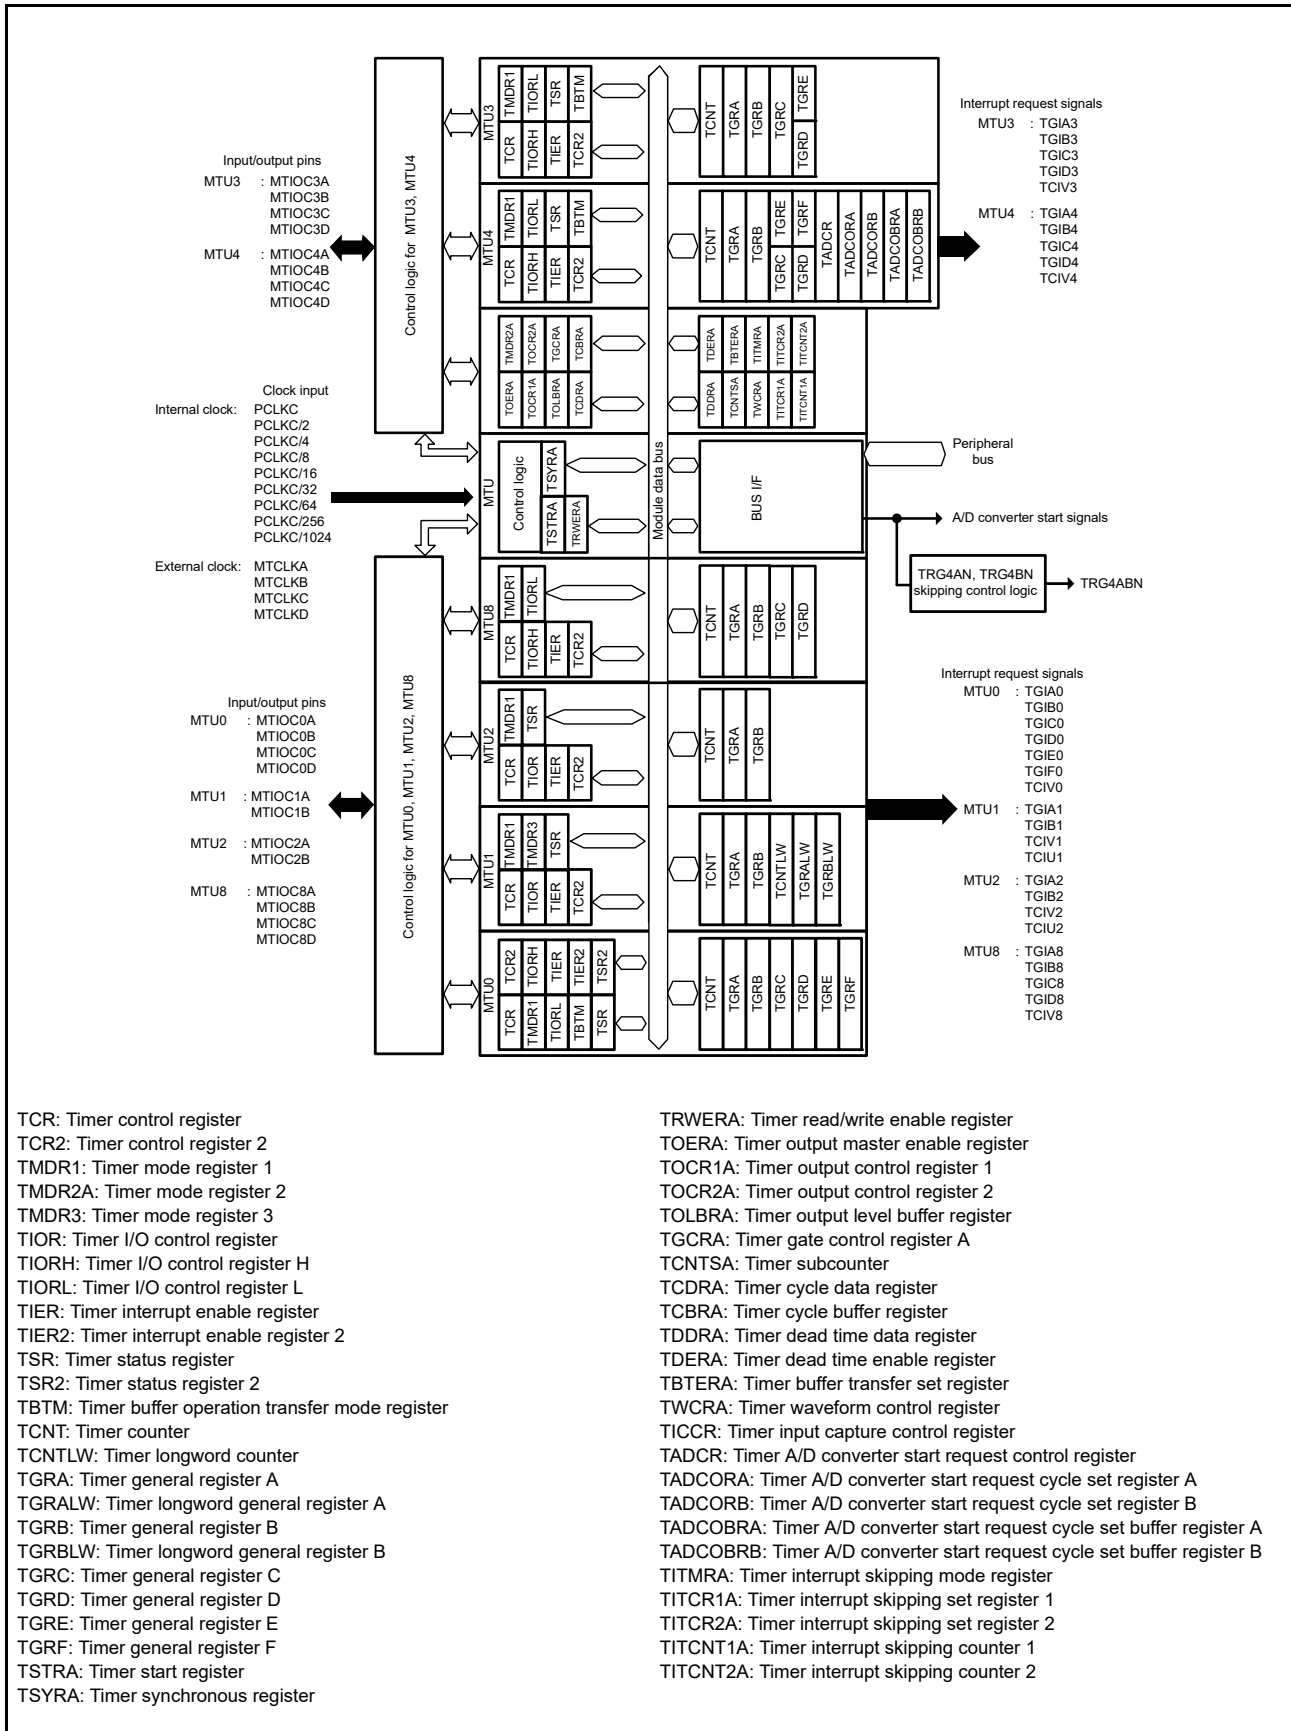 Input/output pins
MTU3 : MTIOC3A
MTIOC3B
MTIOC3C
MTIOC3D
MTU4 : MTIOC4A
MTIOC4B
MTIOC4C
MTIOC4D
Clock input
Internal clock: PCLKC
PCLKC/2
PCLKC/4
PCLKC/8
PCLKC/16
PCLKC/32
PCLKC/64
PCLKC/256
PCLKC/1024
External clock: MTCLKA
MTCLKB
MTCLKC
MTCLKD
Input/output pins
MTU0 : MTIOC0A
MTIOC0B
MTIOC0C
MTIOC0D
MTU1 : MTIOC1A
MTIOC1B
MTU2 : MTIOC2A
MTIOC2B
MTU8 : MTIOC8A
MTIOC8B
MTIOC8C
MTIOC8D
Control logic for MTU3, MTU4
Control logic for MTU0, MTU1, MTU2, MTU8
MTU3
TMDR1 TIORL TSR TBTM
TCR TIORH TIER TCR2
TCNT TGRA TGRB TGRC TGRE
TGRD
MTU4
TMDR1 TIORL TSR TBTM
TCR TIORH TIER TCR2
TCNT TGRA TGRB TGRE TGRF TADCR TADCORA TADCORB TADCOBRA TADCOBRB
TGRC TGRD
TMDR2A TOCR2A TGCRA TCBRA
TOERA TOCR1A TOLBRA TCDRA
TDERA TBTERA TITMRA TITCR2A TITCNT2A
TDDRA TCNTSA TWCRA TITCR1A TITCNT1A
MTU
Control logic
TSYRA
TSTRA TRWERA
Module data bus
BUS I/F
MTU8
TMDR1 TIORL
TCR TIORH TIER TCR2
TCNT TGRA TGRB TGRC TGRD
MTU2
TMDR1 TSR
TCR TIOR TIER TCR2
TCNT TGRA TGRB
MTU1
TMDR1 TMDR3 TSR
TCR TIOR TIER TCR2
TCNT TGRA TGRB TCNTLW TGRALW TGRBLW
MTU0
TCR2 TIORH TIER TIER2 TSR2
TCR TMDR1 TIORL TBTM TSR
TCNT TGRA TGRB TGRC TGRD TGRE TGRF
Interrupt request signals
MTU3 : TGIA3
TGIB3
TGIC3
TGID3
TCIV3
MTU4 : TGIA4
TGIB4
TGIC4
TGID4
TCIV4
Peripheral
bus
A/D converter start signals
TRG4AN, TRG4BN
skipping control logic
TRG4ABN
Interrupt request signals
MTU0 : TGIA0
TGIB0
TGIC0
TGID0
TGIE0
TGIF0
TCIV0
MTU1 : TGIA1
TGIB1
TCIV1
TCIU1
MTU2 : TGIA2
TGIB2
TCIV2
TCIU2
MTU8 : TGIA8
TGIB8
TGIC8
TGID8
TCIV8
TCR: Timer control register
TCR2: Timer control register 2
TMDR1: Timer mode register 1
TMDR2A: Timer mode register 2
TMDR3: Timer mode register 3
TIOR: Timer I/O control register
TIORH: Timer I/O control register H
TIORL: Timer I/O control register L
TIER: Timer interrupt enable register
TIER2: Timer interrupt enable register 2
TSR: Timer status register
TSR2: Timer status register 2
TBTM: Timer buffer operation transfer mode register
TCNT: Timer counter
TCNTLW: Timer longword counter
TGRA: Timer general register A
TGRALW: Timer longword general register A
TGRB: Timer general register B
TGRBLW: Timer longword general register B
TGRC: Timer general register C
TGRD: Timer general register D
TGRE: Timer general register E
TGRF: Timer general register F
TSTRA: Timer start register
TSYRA: Timer synchronous register
TRWERA: Timer read/write enable register
TOERA: Timer output master enable register
TOCR1A: Timer output control register 1
TOCR2A: Timer output control register 2
TOLBRA: Timer output level buffer register
TGCRA: Timer gate control register A
TCNTSA: Timer subcounter
TCDRA: Timer cycle data register
TCBRA: Timer cycle buffer register
TDDRA: Timer dead time data register
TDERA: Timer dead time enable register
TBTERA: Timer buffer transfer set register
TWCRA: Timer waveform control register
TICCR: Timer input capture control register
TADCR: Timer A/D converter start request control register
TADCORA: Timer A/D converter start request cycle set register A
TADCORB: Timer A/D converter start request cycle set register B
TADCOBRA: Timer A/D converter start request cycle set buffer register A
TADCOBRB: Timer A/D converter start request cycle set buffer register B
TITMRA: Timer interrupt skipping mode register
TITCR1A: Timer interrupt skipping set register 1
TITCR2A: Timer interrupt skipping set register 2
TITCNT1A: Timer interrupt skipping counter 1
TITCNT2A: Timer interrupt skipping counter 2